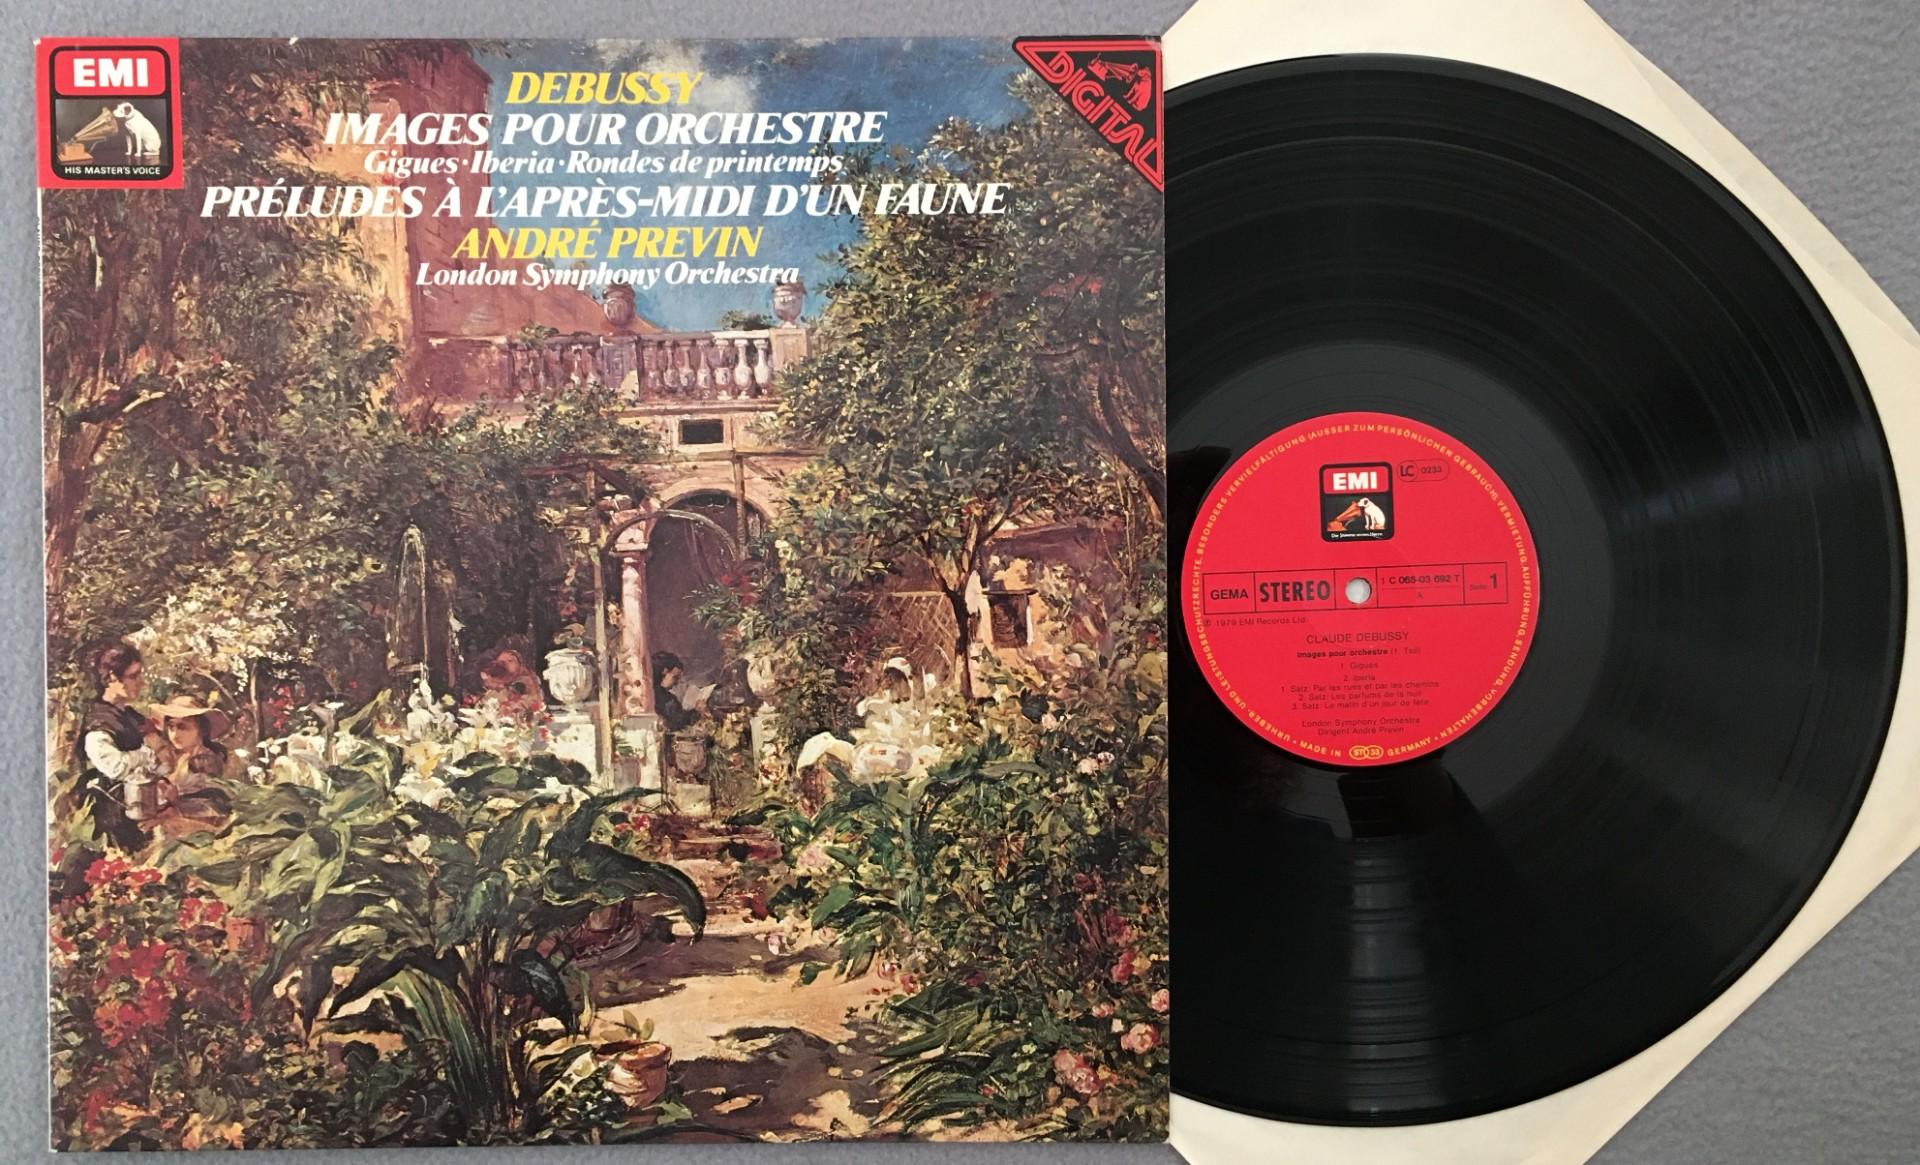 EMI
HIS MASTER'S VOICE
DEBUSSY
IMAGES POUR ORCHESTRE
Gigues·Iberia·Rondes de printemps
PRÉLUDES À L'APRÈS-MIDI D'UN FAUNE
ANDRÉ PREVIN
London Symphony Orchestra
DIGITAL
URHEBER- UND LEISTUNGSSCHUTZRECHTE, BESONDERS VERVIELFÄLTIGUNG (AUSSER ZUM PERSÖNLICHEN GEBRAUCH), VERMIETUNG, AUFFÜHRUNG, SENDUNG, VORBEHALTEN
MADE IN GERMANY
ST 33
EMI
LC 0233
GEMA
STEREO
1 C 065-03 692 T
A
Seite 1
℗ 1979 EMI Records Ltd.
CLAUDE DEBUSSY
Images pour orchestre (1. Teil)
1. Gigues
2. Iberia
1. Satz: Par les rues et par les chemins
2. Satz: Les parfums de la nuit
3. Satz: Le matin d'un jour de fête
London Symphony Orchestra
Dirigent André Previn